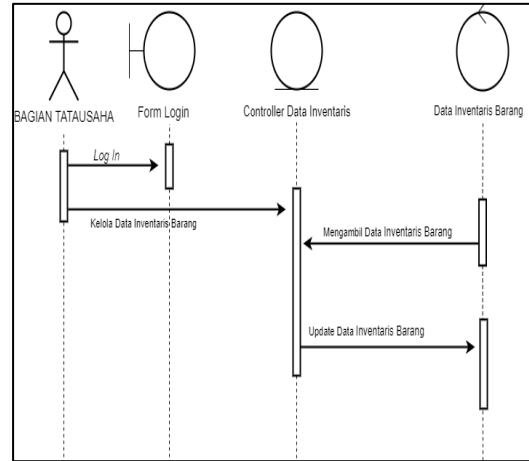 BAGIAN TATAUSAHA
Form Login
Controller Data Inventaris
Data Inventaris Barang
Log In
Kelola Data Inventaris Barang
Mengambil Data Inventaris Barang
Update Data Inventaris Barang